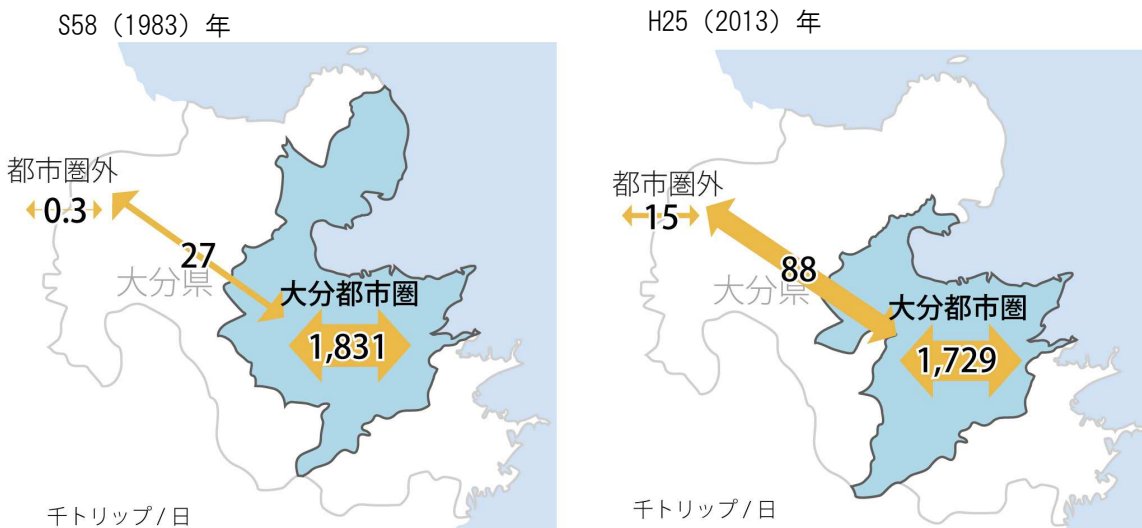 S58（1983）年
都市圏外
0.3
27
大分県
大分都市圏
1,831
千トリップ/日
H25（2013）年
都市圏外
15
88
大分県
大分都市圏
1,729
千トリップ/日